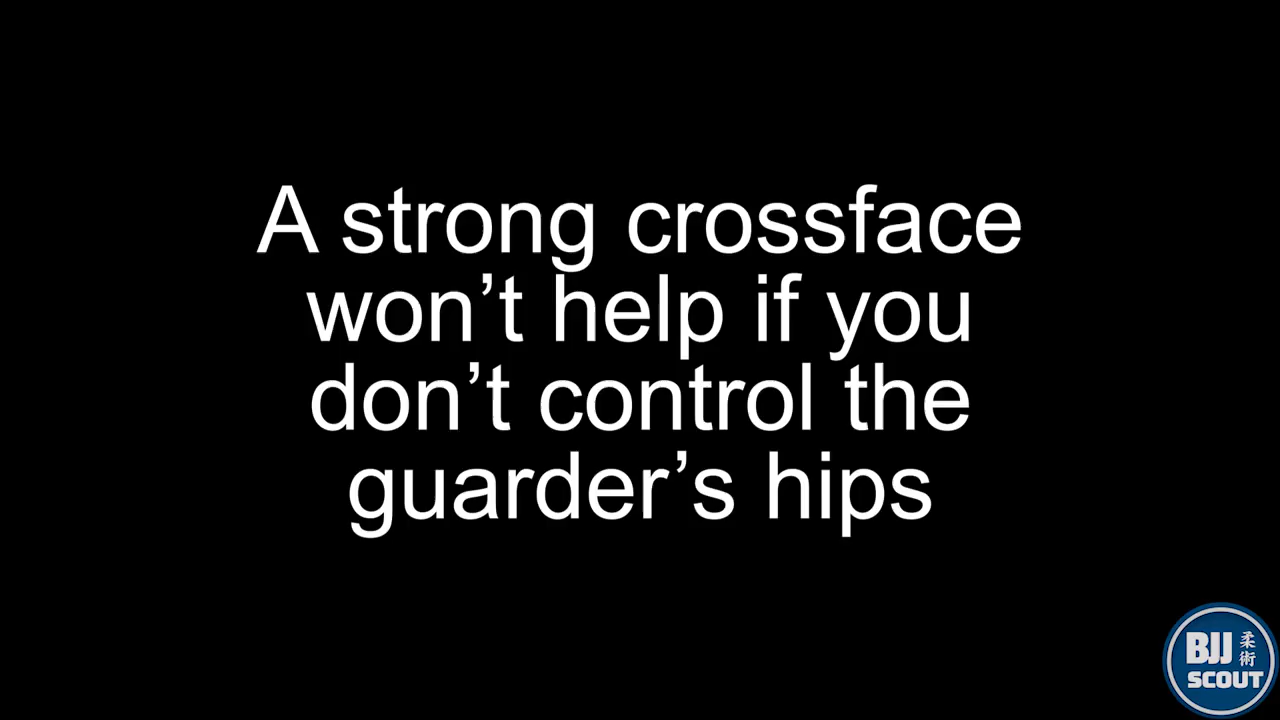 A strong crossface
won’t help if you
don’t control the
guarder’s hips
BJJ 柔術
SCOUT